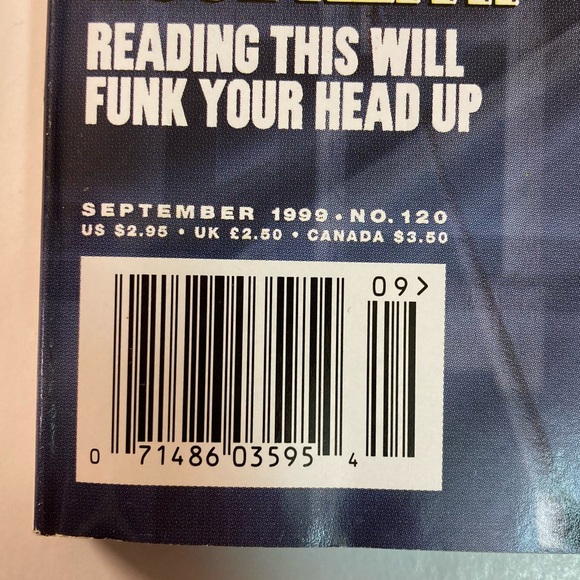 READING THIS WILL
FUNK YOUR HEAD UP
SEPTEMBER 1999 • NO. 120
US $2.95 • UK £2.50 • CANADA $3.50
09>
0 71486 03595 4